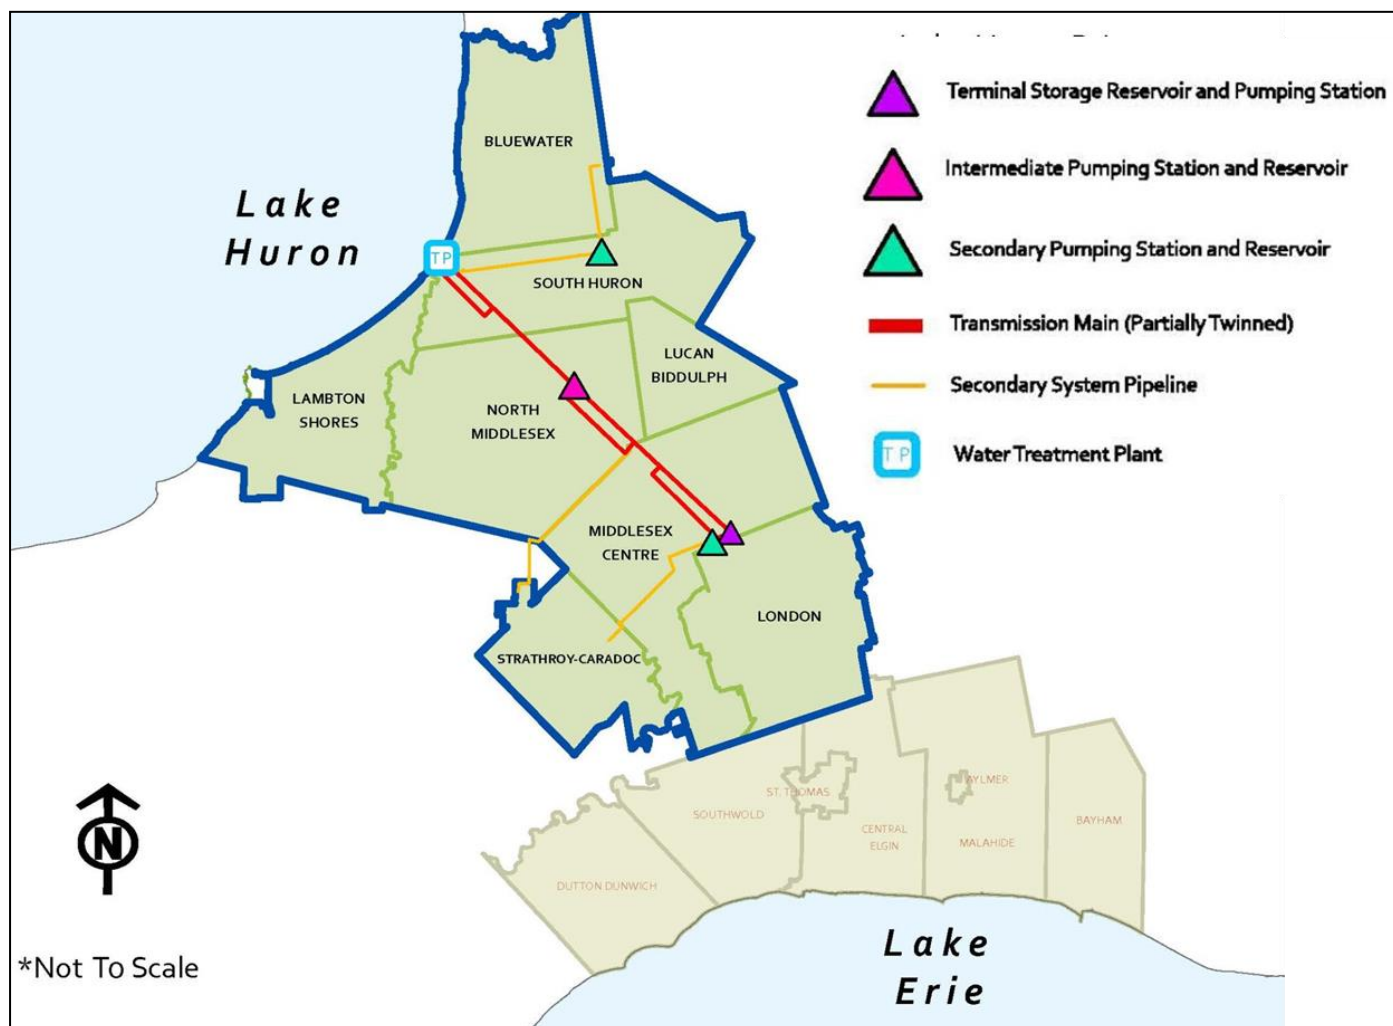 Terminal Storage Reservoir and Pumping Station
Intermediate Pumping Station and Reservoir
Secondary Pumping Station and Reservoir
Transmission Main (Partially Twinned)
Secondary System Pipeline
TP
Water Treatment Plant
BLUEWATER
Lake
Huron
TP
SOUTH HURON
LUCAN
BIDDULPH
LAMBTON
SHORES
NORTH
MIDDLESEX
MIDDLESEX
CENTRE
LONDON
STRATHROY-CARADOC
ST. THOMAS
AYLMER
SOUTHWOLD
CENTRAL
ELGIN
MALAHIDE
BAYHAM
DUTTON DUNWICH
N
Lake
Erie
*Not To Scale